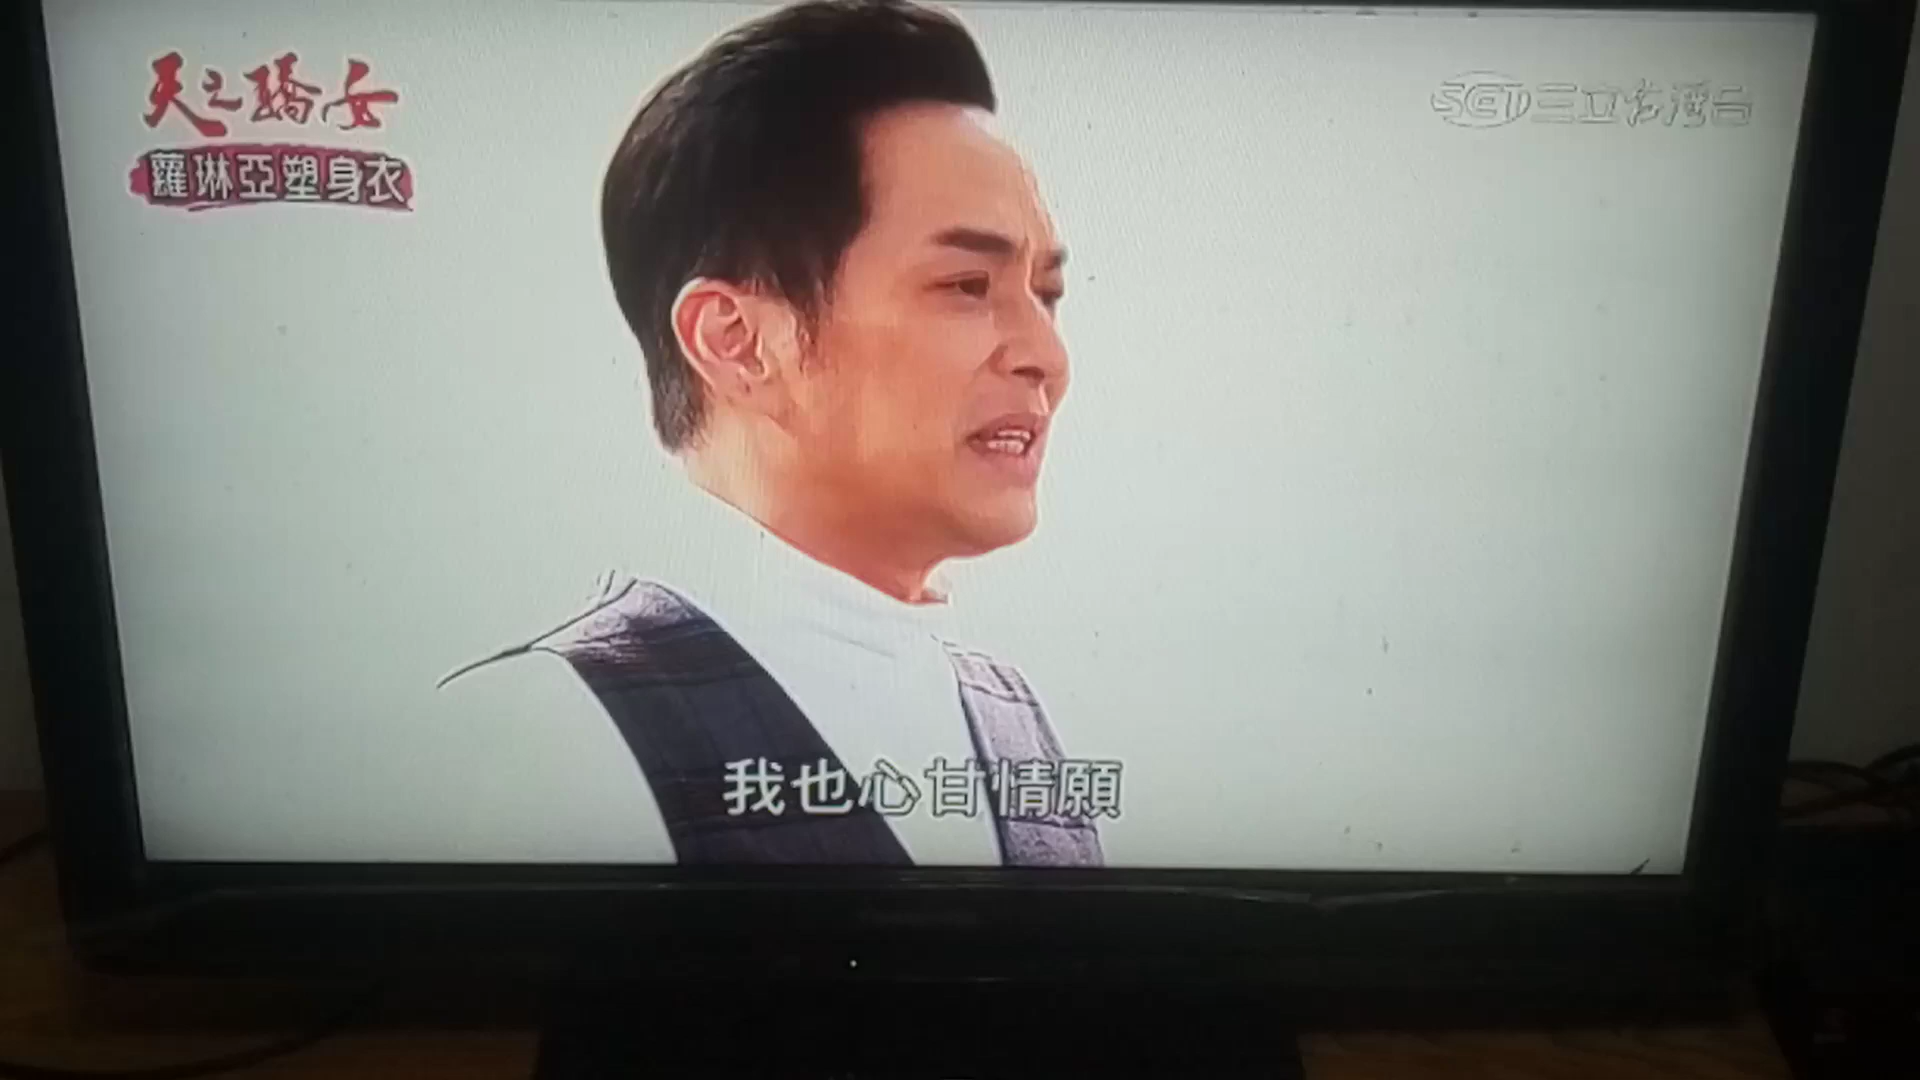 天之驕女
SET三立台灣台
蘿琳亞塑身衣
我也心甘情願